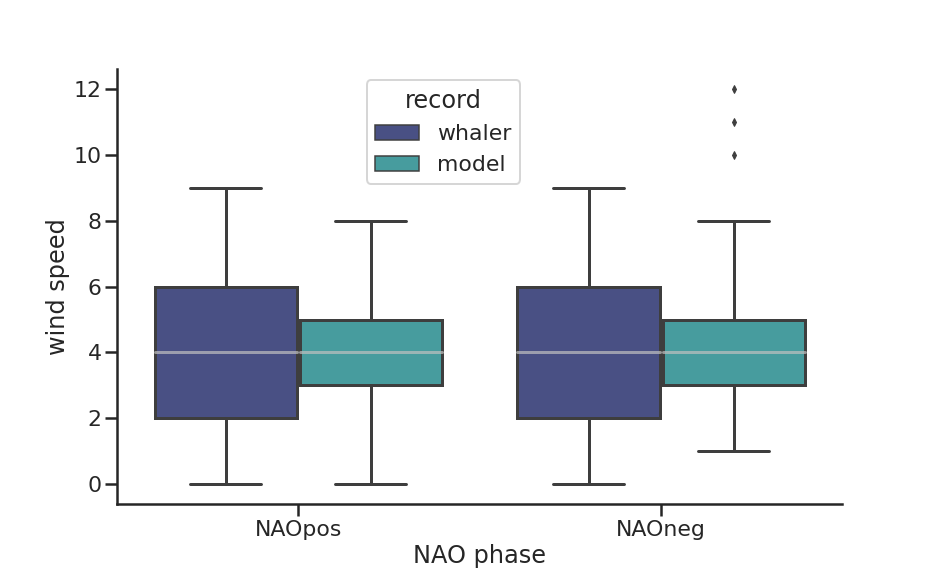 12
10
8
6
4
2
0
wind speed
record
whaler
model
NAOpos
NAOneg
NAO phase